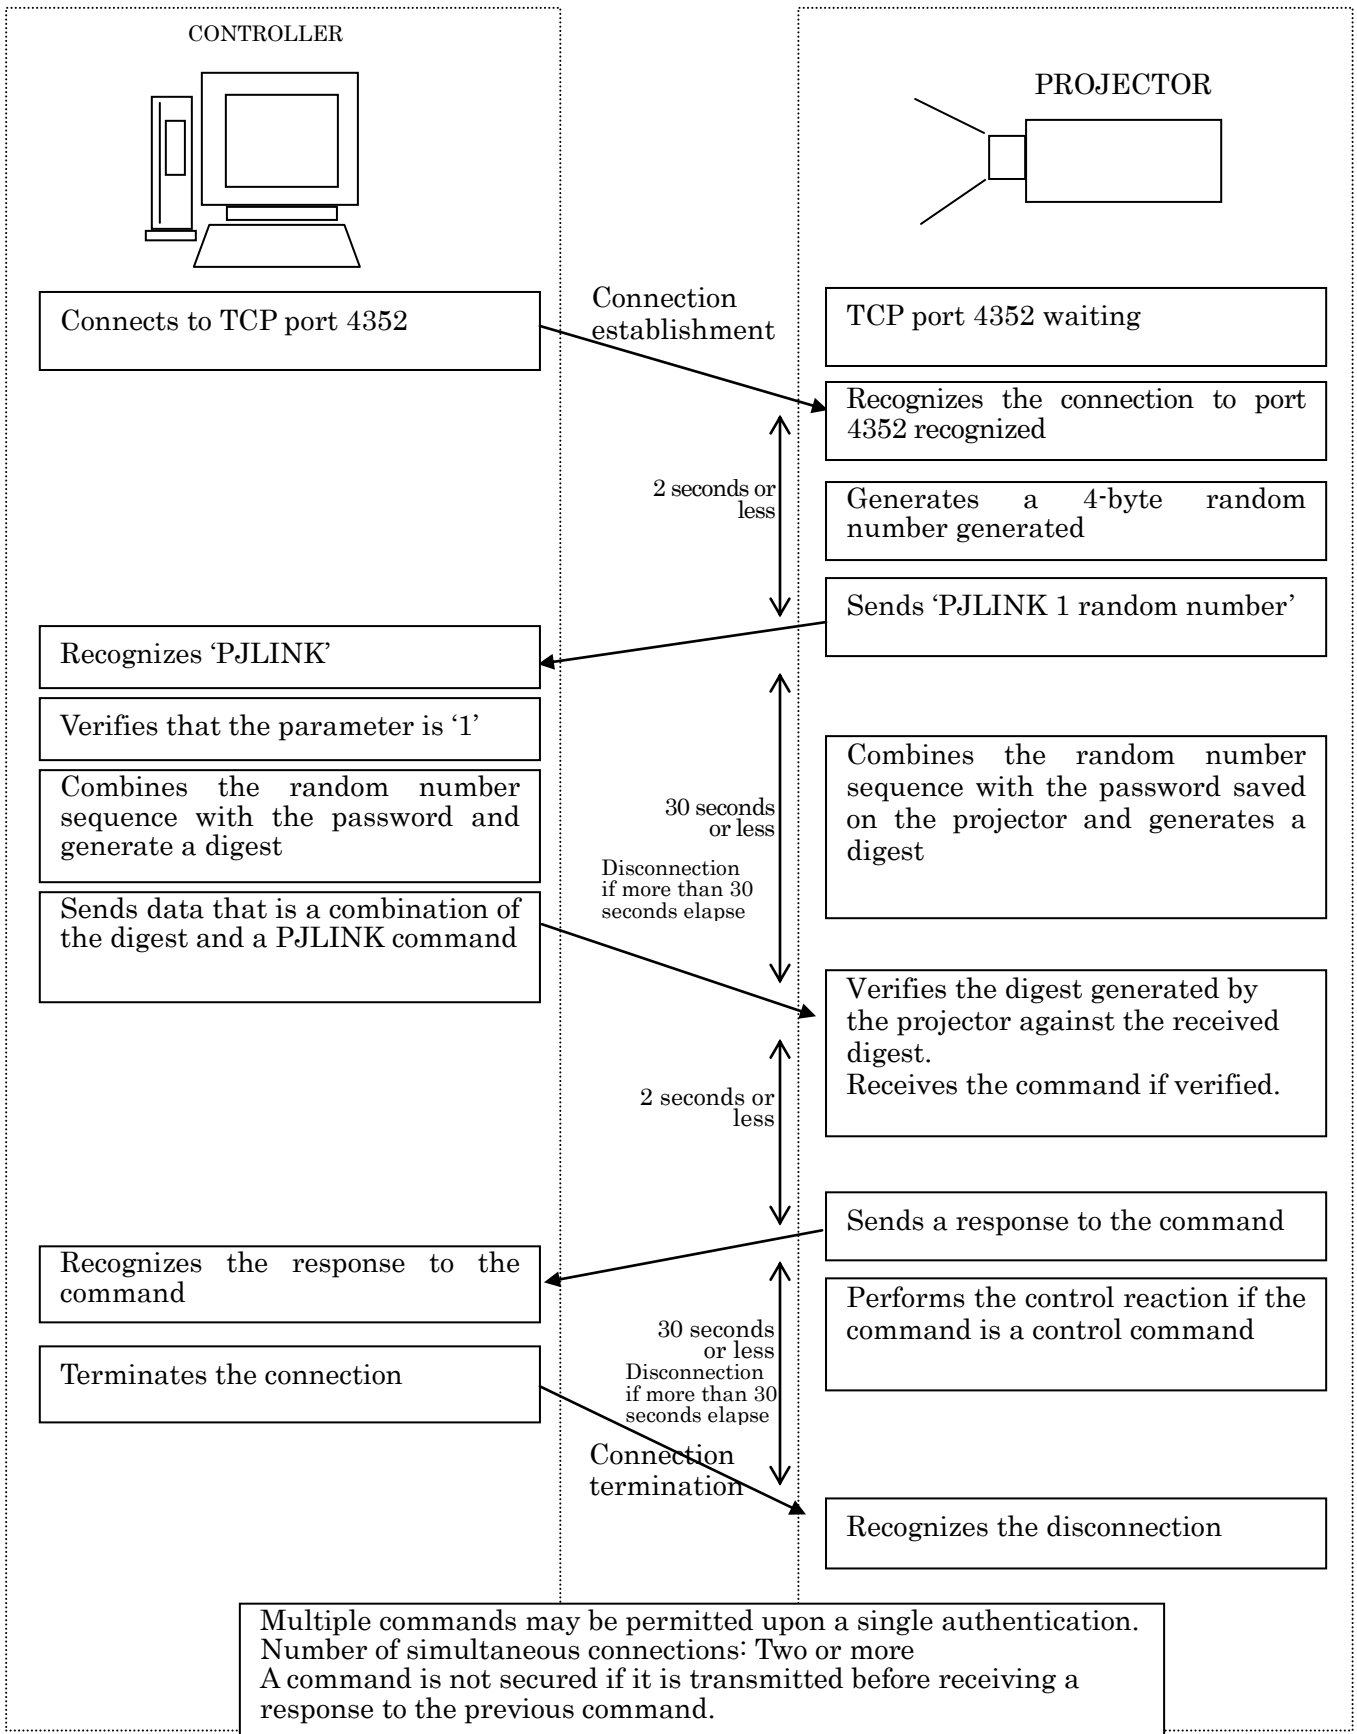 CONTROLLER
PROJECTOR
Connects to TCP port 4352
Connection
establishment
TCP port 4352 waiting
Recognizes the connection to port
4352 recognized
2 seconds or
less
Generates a 4-byte random
number generated
Sends ‘PJLINK 1 random number’
Recognizes ‘PJLINK’
Verifies that the parameter is ‘1’
Combines the random number
sequence with the password and
generate a digest
30 seconds
or less
Disconnection
if more than 30
seconds elapse
Combines the random number
sequence with the password saved
on the projector and generates a
digest
Sends data that is a combination of
the digest and a PJLINK command
Verifies the digest generated by
the projector against the received
digest.
Receives the command if verified.
2 seconds or
less
Sends a response to the command
Recognizes the response to the
command
Performs the control reaction if the
command is a control command
30 seconds
or less
Disconnection
if more than 30
seconds elapse
Terminates the connection
Connection
termination
Recognizes the disconnection
Multiple commands may be permitted upon a single authentication.
Number of simultaneous connections: Two or more
A command is not secured if it is transmitted before receiving a
response to the previous command.